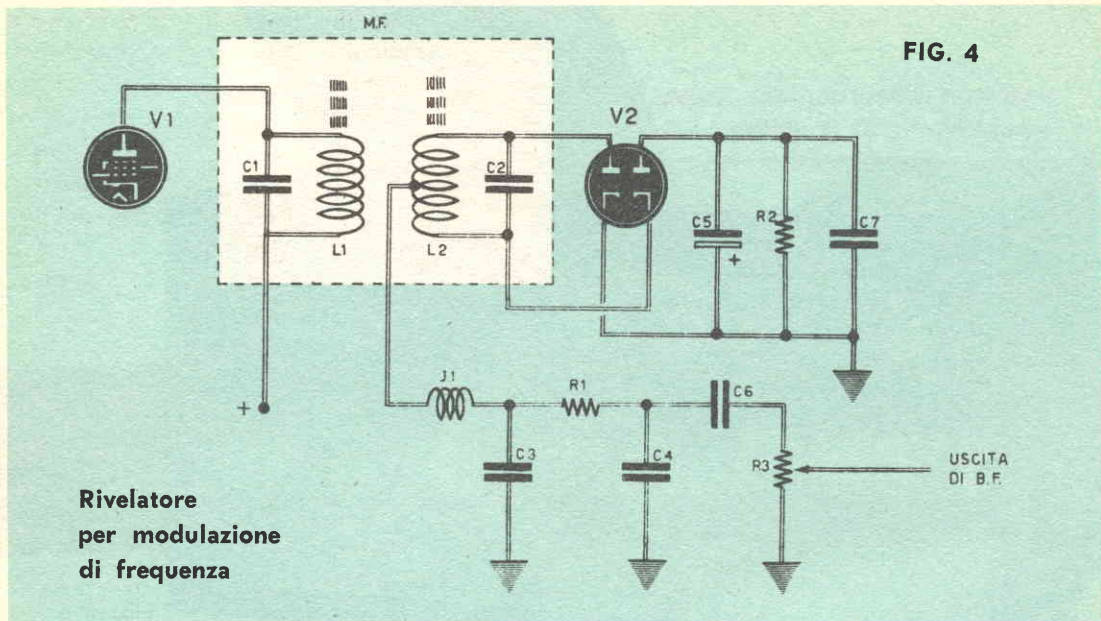 M.F.
FIG. 4
V1
C1
L1
L2
C2
V2
C5
+
R2
C7
+
J1
C3
R1
C4
C6
R3
USCITA
DI B.F.
Rivelatore
per modulazione
di frequenza